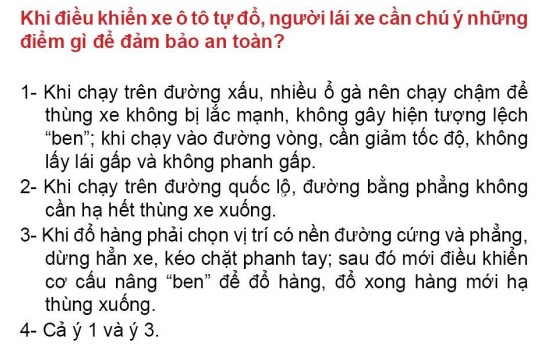 Khi điều khiển xe ô tô tự đổ, người lái xe cần chú ý những
điểm gì để đảm bảo an toàn?
1- Khi chạy trên đường xấu, nhiều ổ gà nên chạy chậm để
thùng xe không bị lắc mạnh, không gây hiện tượng lệch
“ben”; khi chạy vào đường vòng, cần giảm tốc độ, không
lấy lái gấp và không phanh gấp.
2- Khi chạy trên đường quốc lộ, đường bằng phẳng không
cần hạ hết thùng xe xuống.
3- Khi đổ hàng phải chọn vị trí có nền đường cứng và phẳng,
dừng hẳn xe, kéo chặt phanh tay; sau đó mới điều khiển
cơ cấu nâng “ben” để đổ hàng, đổ xong hàng mới hạ
thùng xuống.
4- Cả ý 1 và ý 3.